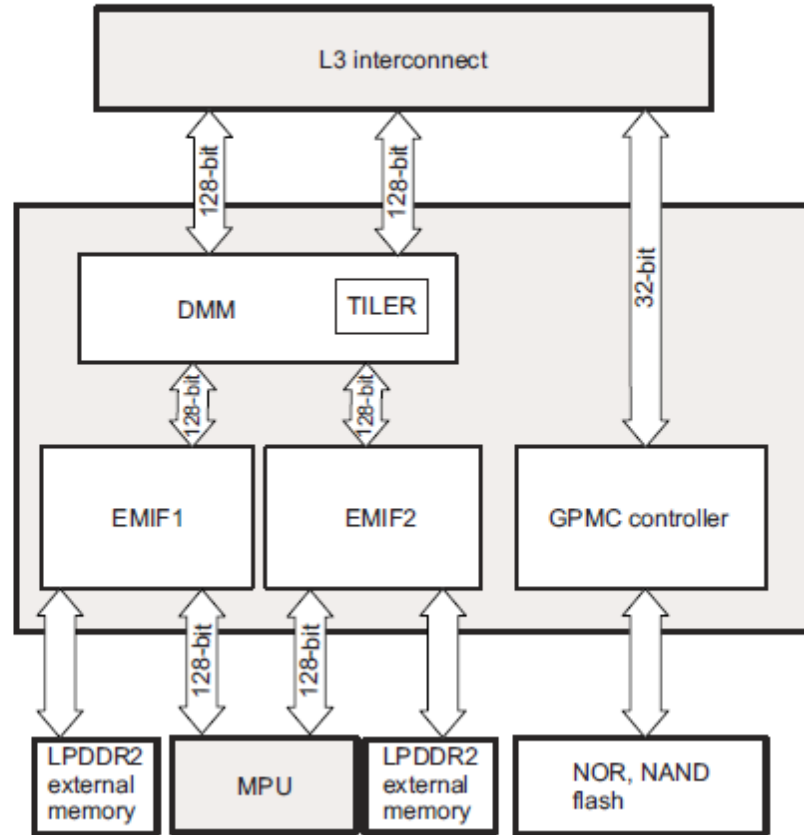 L3 interconnect
128-bit
128-bit
32-bit
DMM
TILER
128-bit
128-bit
EMIF1
EMIF2
GPMC controller
128-bit
128-bit
LPDDR2
external
memory
MPU
LPDDR2
external
memory
NOR, NAND
flash